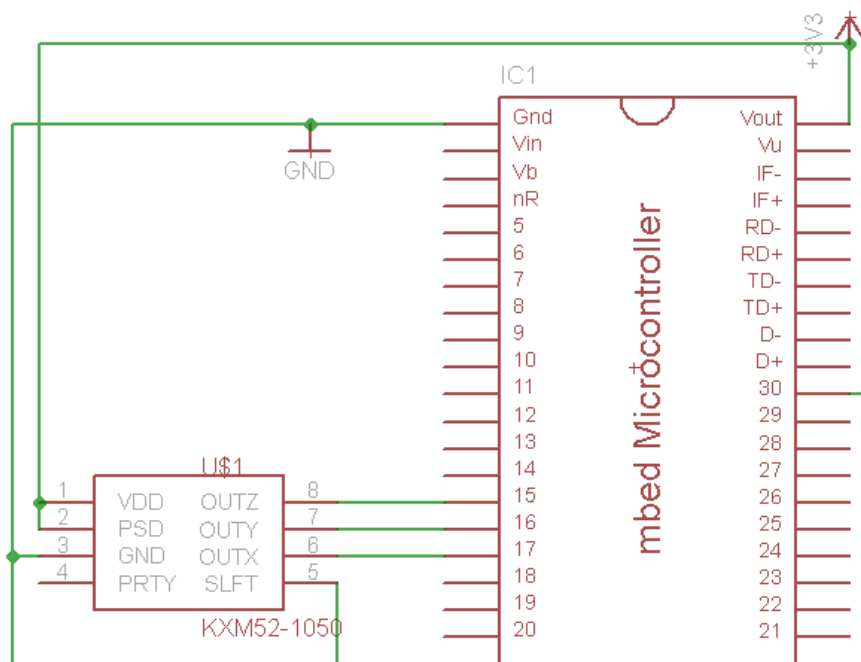 +3V3
IC1
GND
Gnd Vout
Vin Vu
Vb IF-
nR IF+
5 RD-
6 RD+
7 TD-
8 TD+
9 D-
10 D+
11 30
12 29
13 28
14 27
15 26
16 25
17 24
18 23
19 22
20 21
mbed Microcontroller
U$1
1 VDD OUTZ 8
2 PSD OUTY 7
3 GND OUTX 6
4 PRTY SLFT 5
KXM52-1050